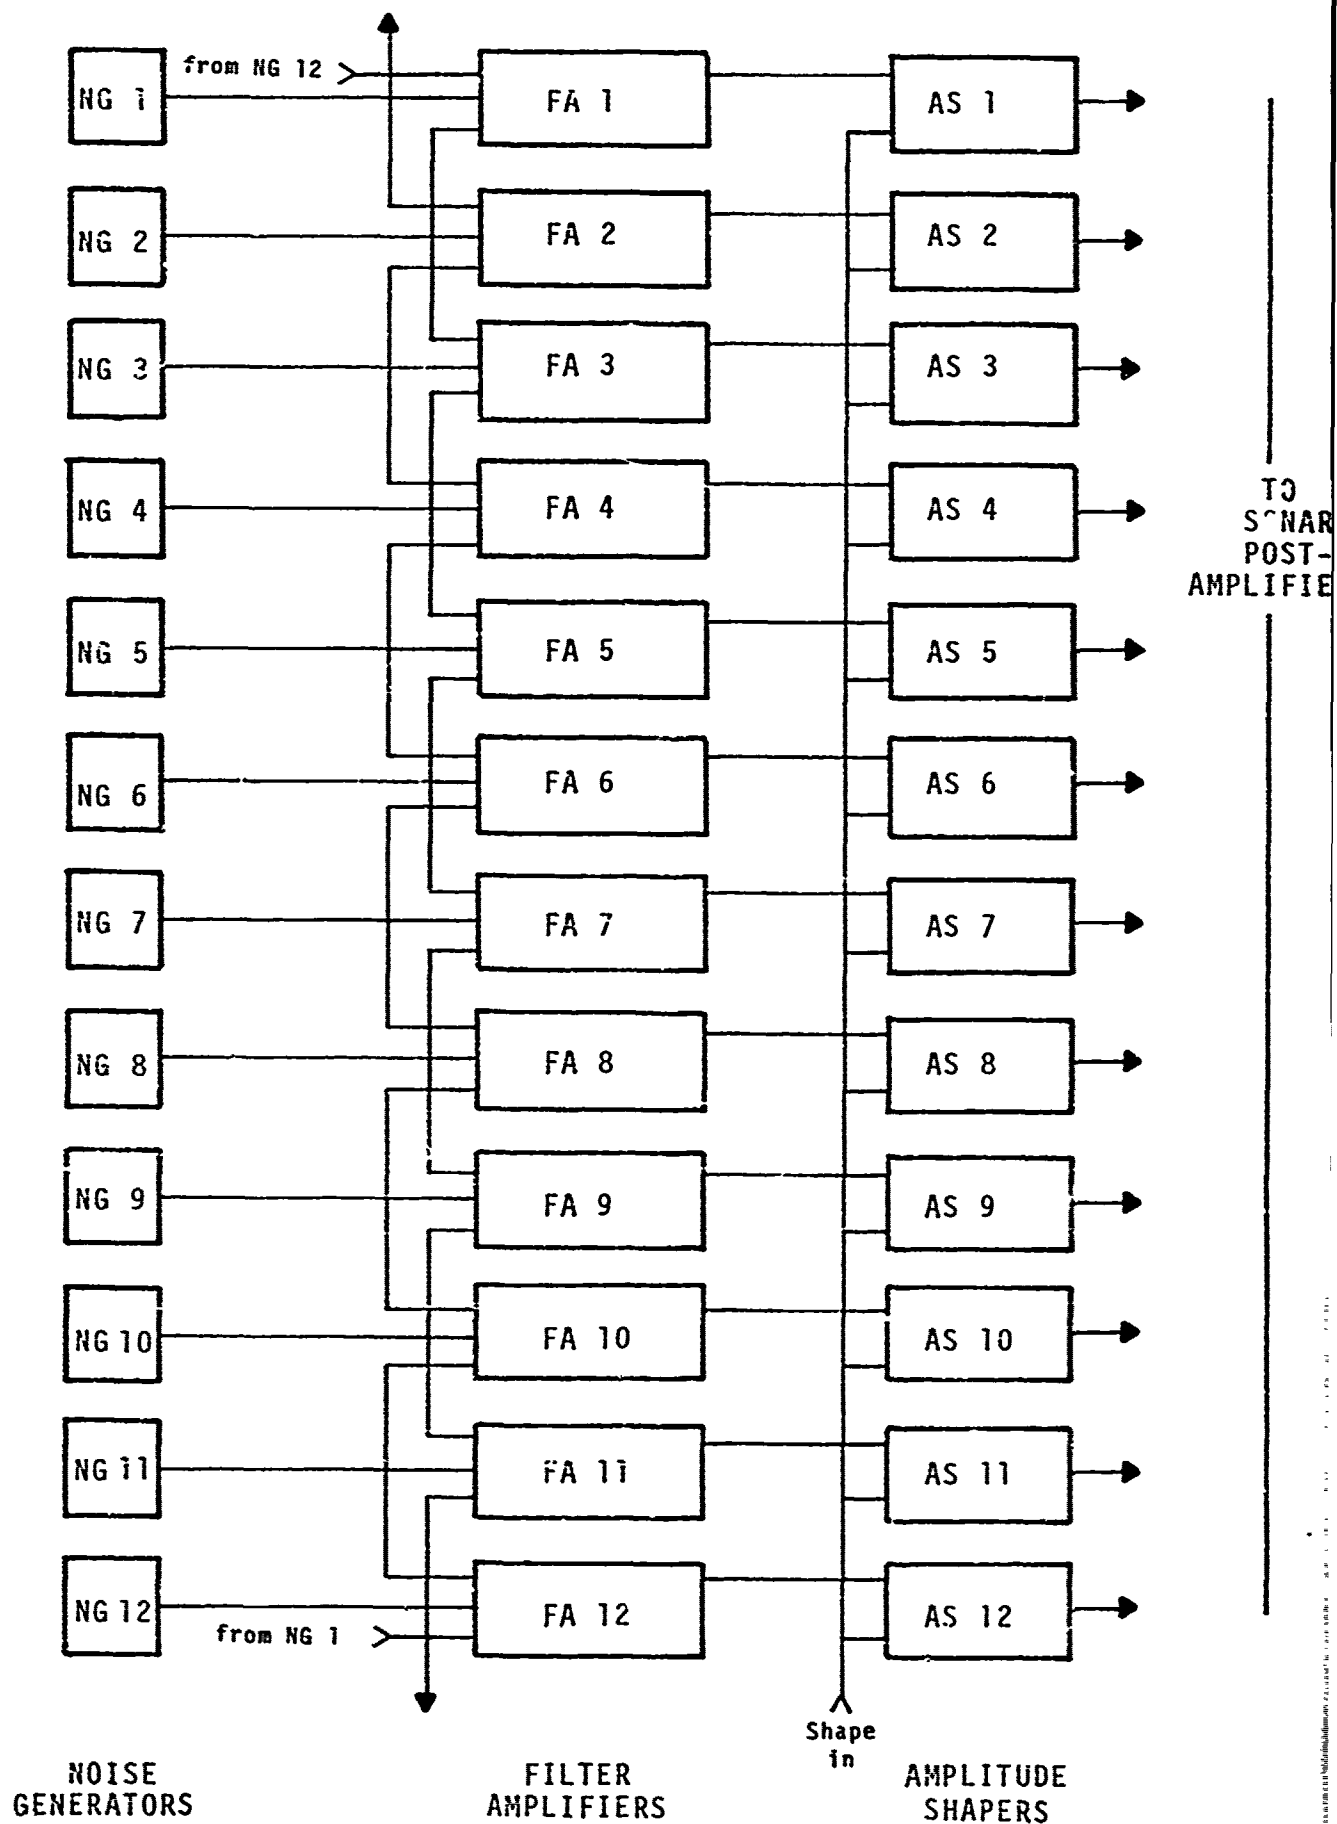 from NG 12
NG 1
FA 1
AS 1
NG 2
FA 2
AS 2
NG 3
FA 3
AS 3
NG 4
FA 4
AS 4
TO
SONAR
POST-
AMPLIFIE
NG 5
FA 5
AS 5
NG 6
FA 6
AS 6
NG 7
FA 7
AS 7
NG 8
FA 8
AS 8
NG 9
FA 9
AS 9
NG 10
FA 10
AS 10
NG 11
FA 11
AS 11
NG 12
FA 12
AS 12
from NG 1
Shape
in
NOISE
GENERATORS
FILTER
AMPLIFIERS
AMPLITUDE
SHAPERS